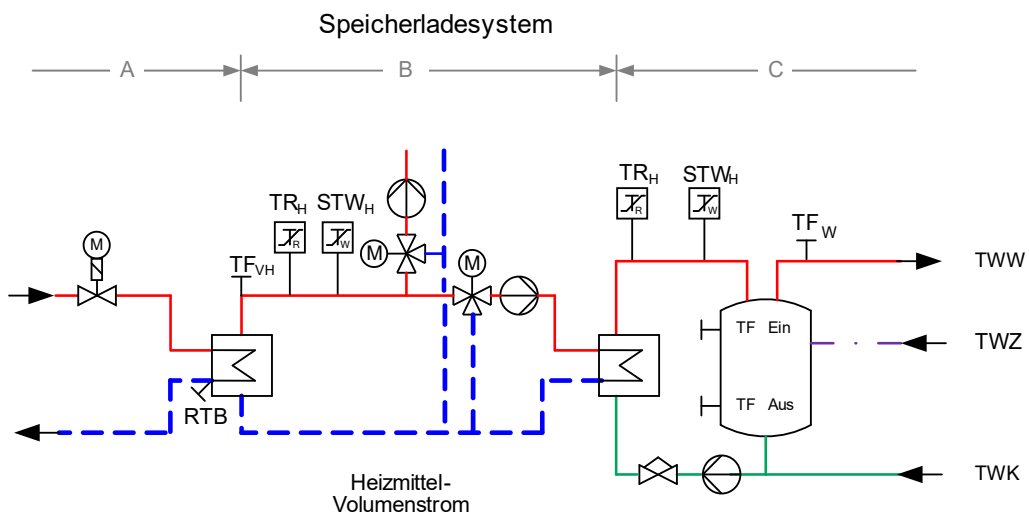 Speicherladesystem
A B C
TRH STWH TRH STWH
R W R W
TFW
M M M
TFVH
TWW
TF Ein
TWZ
TF Aus
RTB
TWK
Heizmittel-
Volumenstrom